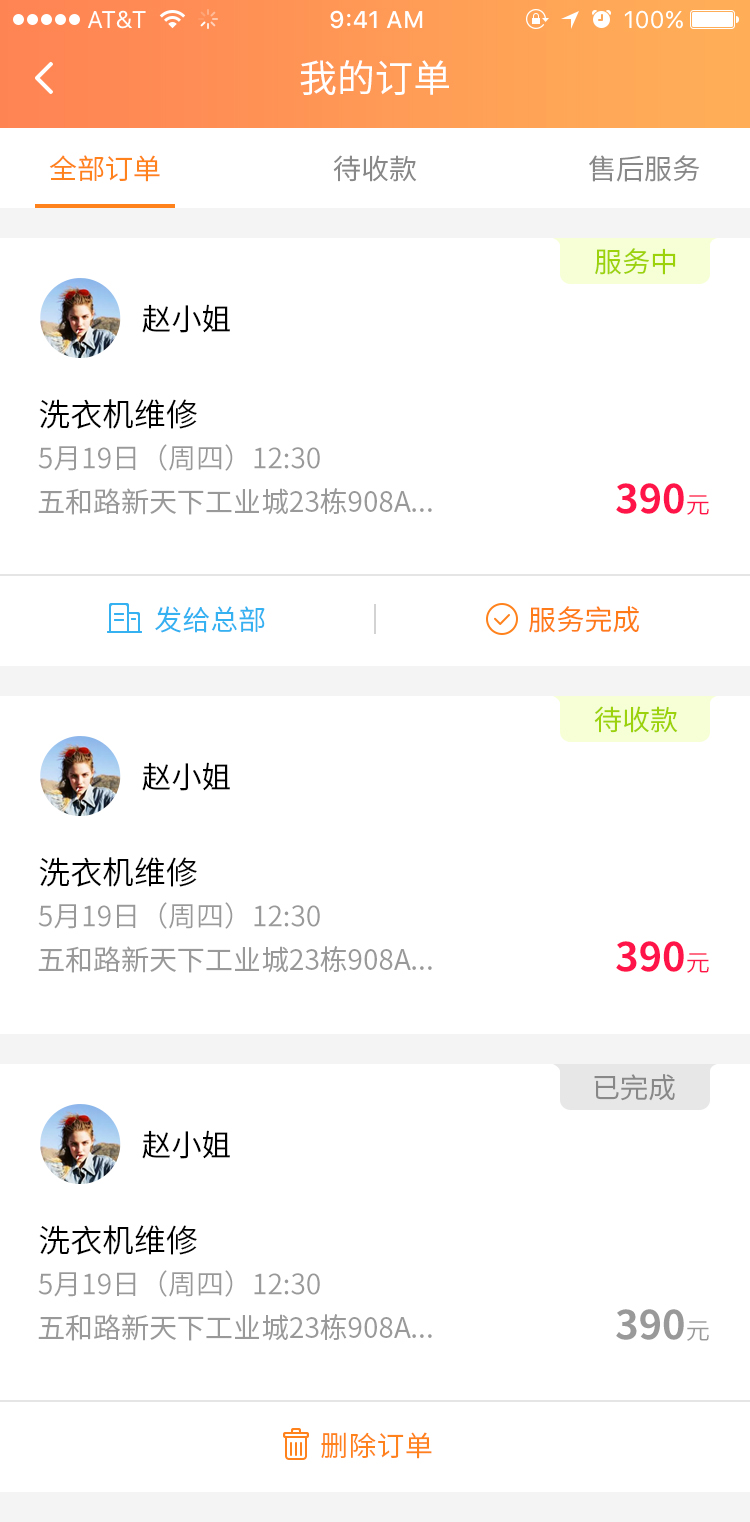 AT&T 9:41 AM 100%
我的订单
全部订单 待收款 售后服务
服务中
赵小姐
洗衣机维修
5月19日（周四）12:30
五和路新天下工业城23栋908A...
390元
发给总部 服务完成
待收款
赵小姐
洗衣机维修
5月19日（周四）12:30
五和路新天下工业城23栋908A...
390元
已完成
赵小姐
洗衣机维修
5月19日（周四）12:30
五和路新天下工业城23栋908A...
390元
删除订单